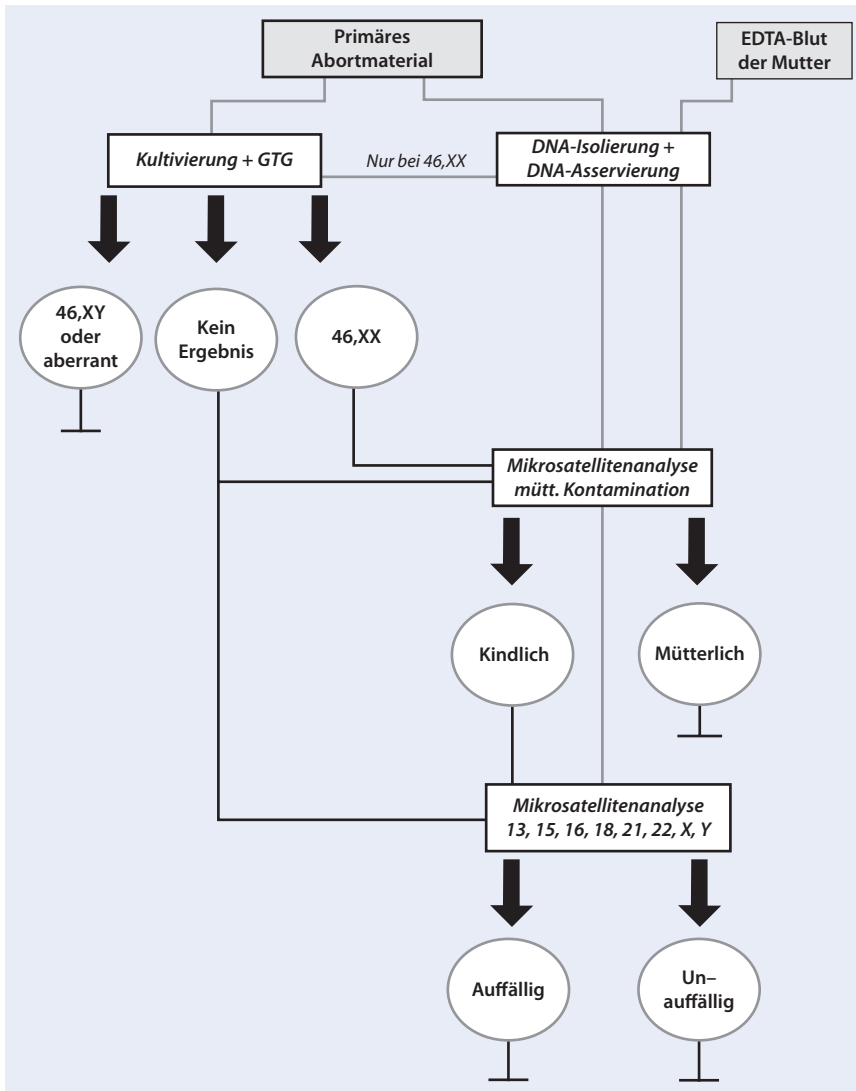 Primäres
Abortmaterial
EDTA-Blut
der Mutter
Kultivierung + GTG
Nur bei 46,XX
DNA-Isolierung +
DNA-Asservierung
46,XY
oder
aberrant
Kein
Ergebnis
46,XX
Mikrosatellitenanalyse
mütt. Kontamination
Kindlich
Mütterlich
Mikrosatellitenanalyse
13, 15, 16, 18, 21, 22, X, Y
Auffällig
Un–
auffällig